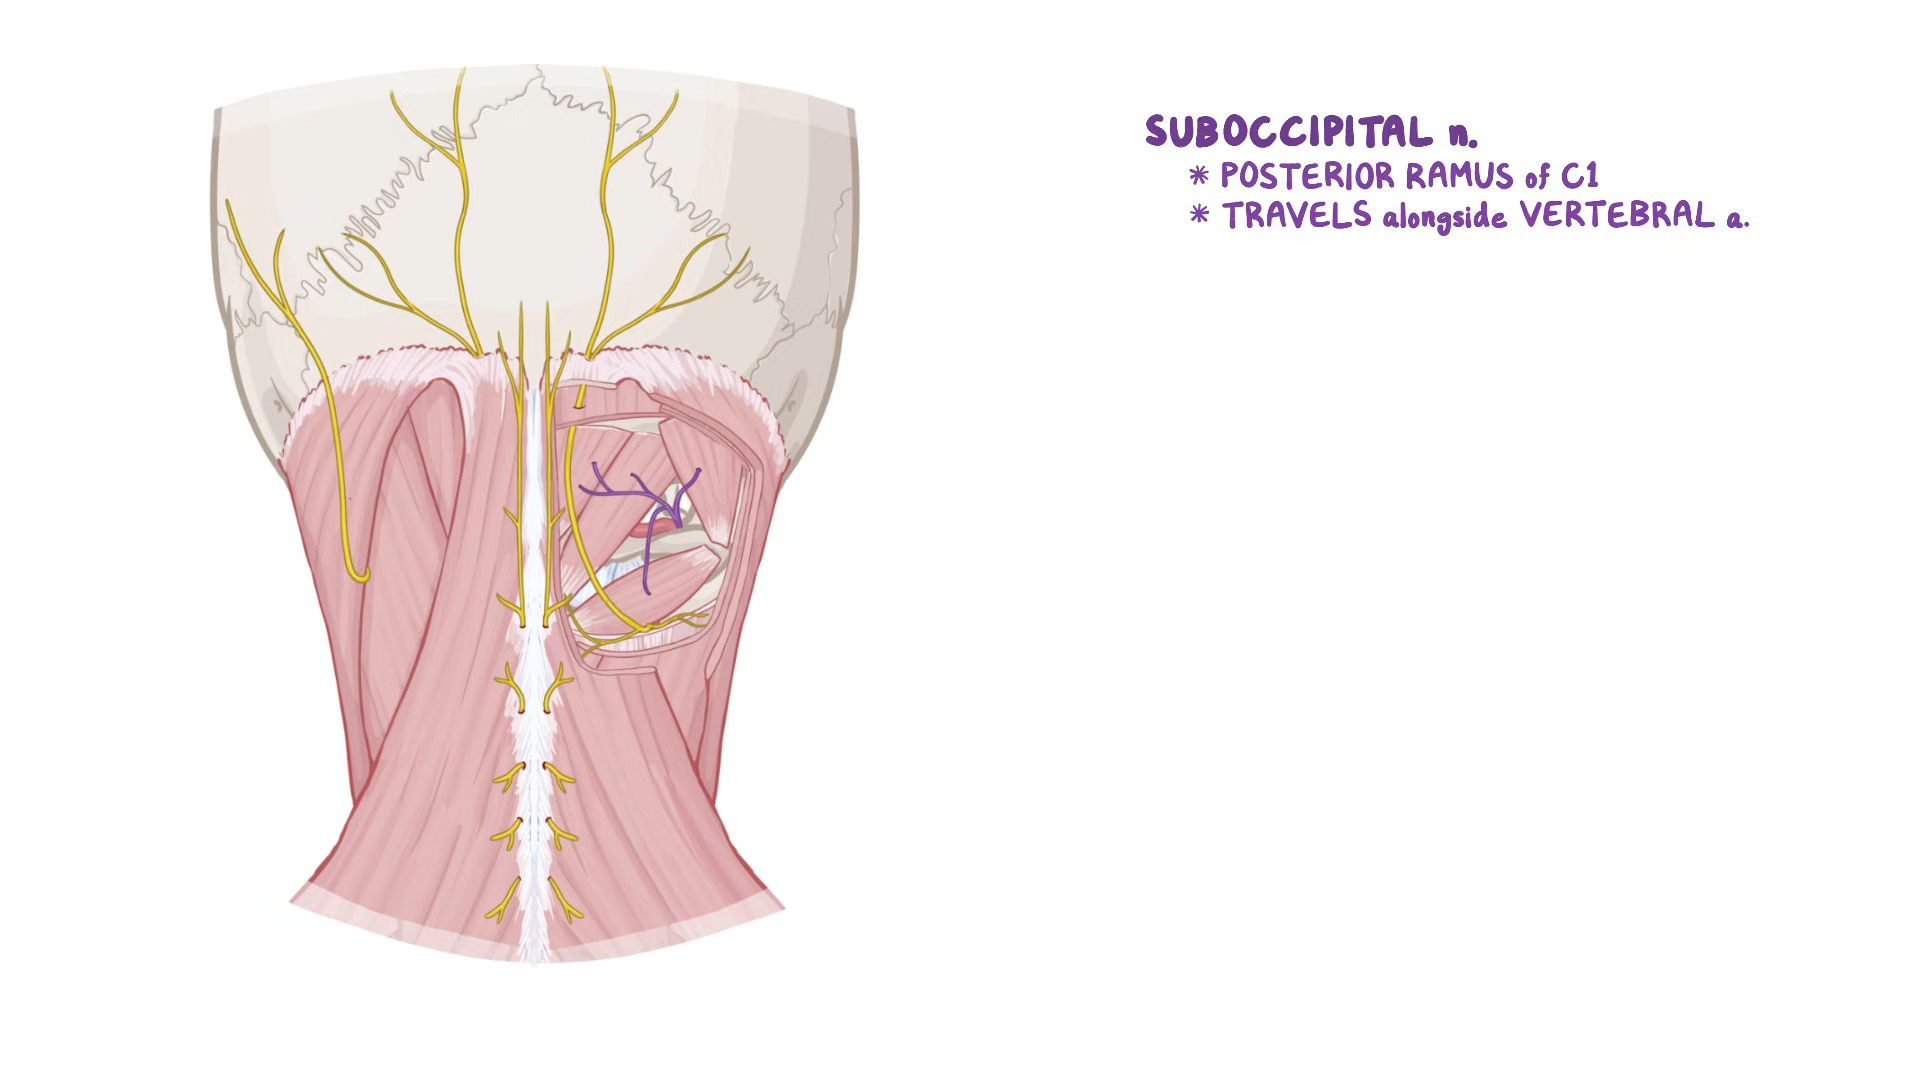 SUBOCCIPITAL n.
* POSTERIOR RAMUS of C1
* TRAVELS alongside VERTEBRAL a.